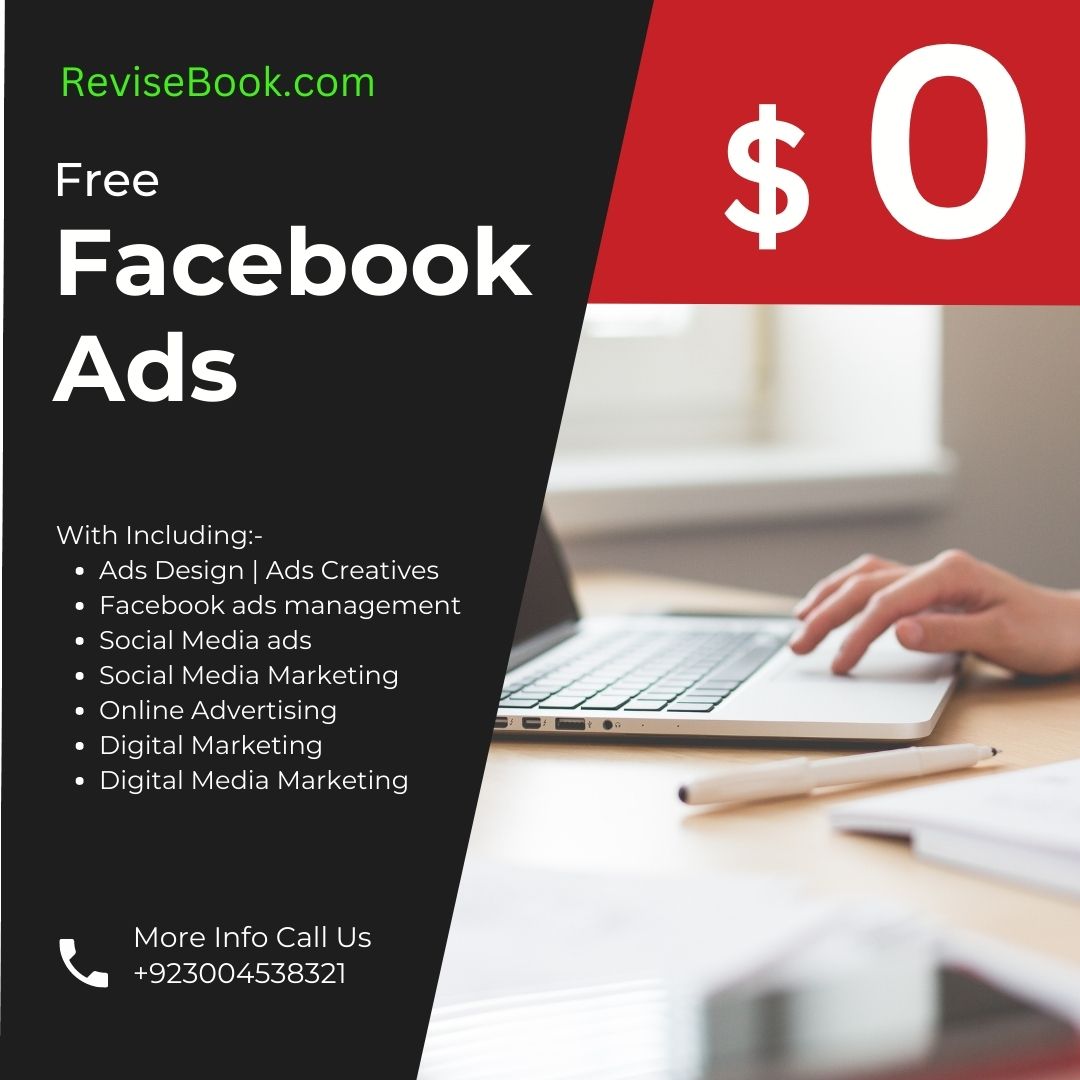 ReviseBook.com
$ 0
Free
Facebook
Ads
With Including:-
• Ads Design | Ads Creatives
• Facebook ads management
• Social Media ads
• Social Media Marketing
• Online Advertising
• Digital Marketing
• Digital Media Marketing
More Info Call Us
+923004538321